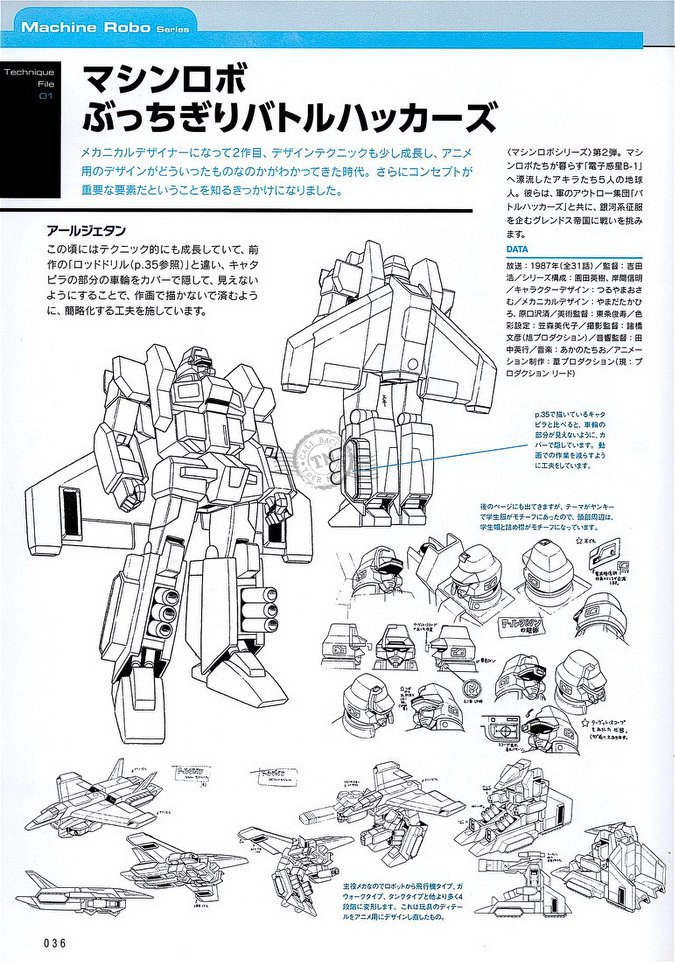 Machine Robo Series
Technique
File
01
マシンロボ
ぶっちぎりバトルハッカーズ
メカニカルデザイナーになって2作目、デザインテクニックも少し成長し、アニメ
用のデザインがどういったものなのかがわかってきた時代。さらにコンセプトが
重要な要素だということを知るきっかけになりました。
〈マシンロボシリーズ〉第2弾。マシ
ンロボたちが暮らす「電子惑星B-1」
へ漂流したアキラたち5人の地球
人。彼らは、軍のアウトロー集団「バ
トルハッカーズ」と共に、銀河系征服
を企むグレンドス帝国に戦いを挑み
ます。
DATA
放送：1987年(全31話)／監督：吉田
浩／シリーズ構成：園田英樹、岸間信明
／キャラクターデザイン：つるやまおさ
む／メカニカルデザイン：やまだたかひ
ろ、原口沢清／美術監督：東条俊寿／色
彩設定：笠森美代子／撮影監督：諸橋
文彦(旭プロダクション)／音響監督：田
中英行／音楽：あかのたちお／アニメー
ション制作：葦プロダクション(現：プ
ロダクション リード)
アールジェタン
この頃にはテクニック的にも成長していて、前
作の「ロッドドリル(p.35参照)」と違い、キャタ
ピラの部分の車輪をカバーで隠して、見えない
ようにすることで、作画で描かないで済むよう
に、簡略化する工夫を施しています。
p.35で描いているキャタ
ピラと比べると、車輪の
部分が見えないように、カ
バーで隠しています。動
画での作業を減らすよう
に工夫をしています。
後のページにも出てきますが、テーマがヤンキー
で学生服がモチーフにあったので、頭部周辺は、
学生帽と詰め襟がモチーフになっています。
CALL BACK
TM
YOUR
主役メカなのでロボットから飛行機タイプ、ガ
ウォークタイプ、タンクタイプと他より多く4
段階に変形します。これは玩具のディテー
ルをアニメ用にデザインし直したもの。
036